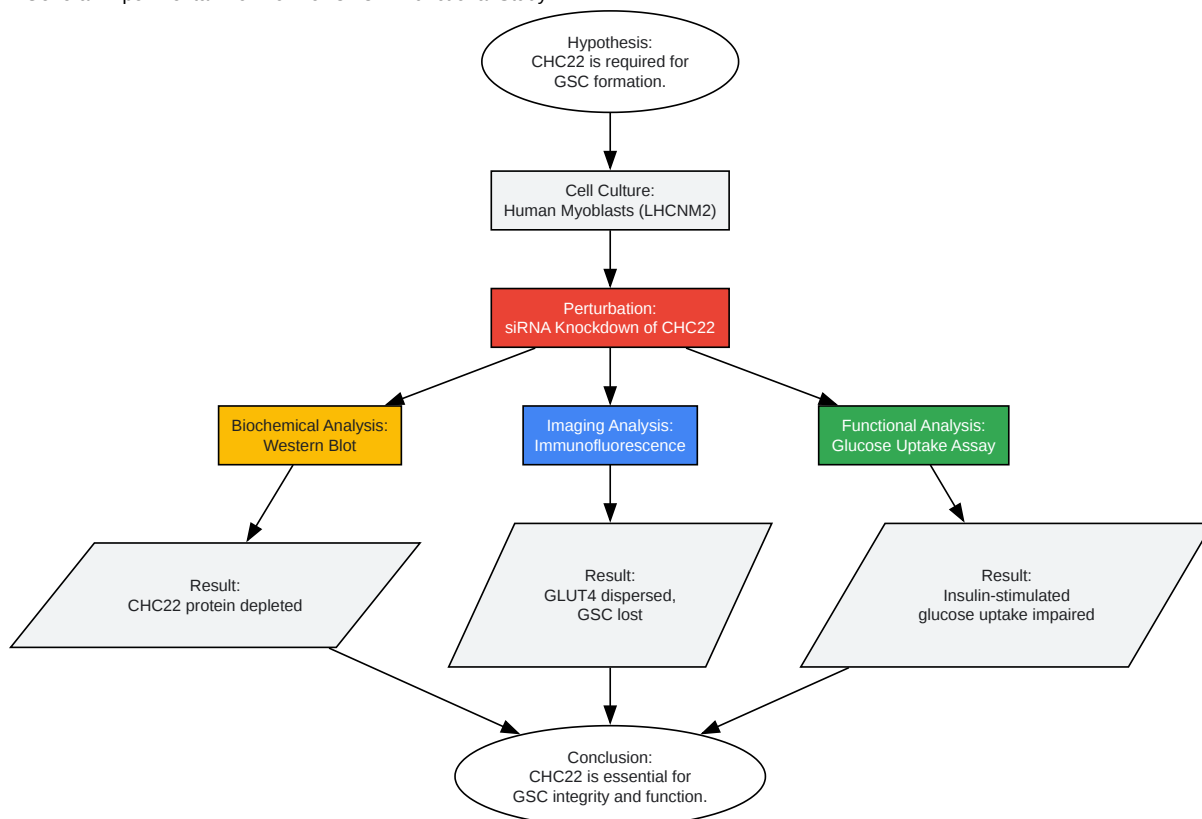 Hypothesis:
CHC22 is required for
GSC formation.
Cell Culture:
Human Myoblasts (LHCNM2)
Perturbation:
siRNA Knockdown of CHC22
Biochemical Analysis:
Western Blot
Imaging Analysis:
Immunofluorescence
Functional Analysis:
Glucose Uptake Assay
Result:
CHC22 protein depleted
Result:
GLUT4 dispersed,
GSC lost
Result:
Insulin-stimulated
glucose uptake impaired
Conclusion:
CHC22 is essential for
GSC integrity and function.